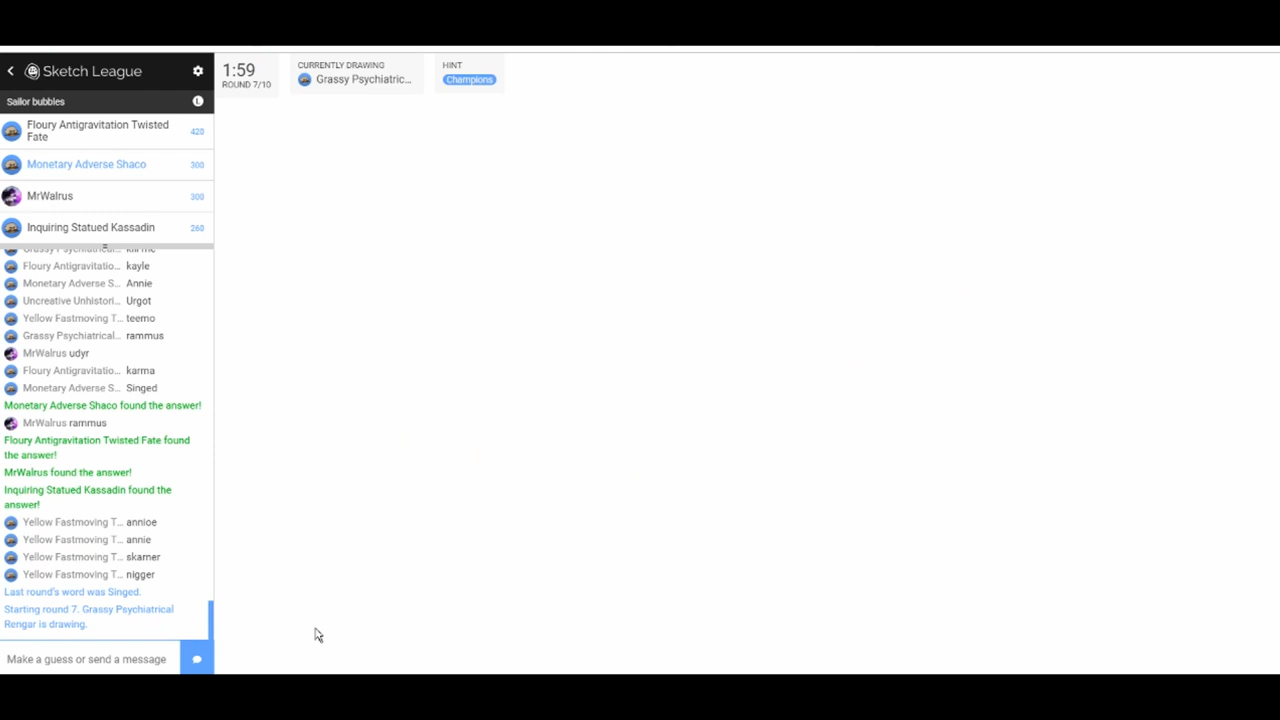 Sketch League
Sailor bubbles
L
Floury Antigravitation Twisted
Fate
420
Monetary Adverse Shaco
300
MrWalrus
300
Inquiring Statued Kassadin
260
Floury Antigravitatio... kayle
Monetary Adverse S... Annie
Uncreative Unhistori... Urgot
Yellow Fastmoving T... teemo
Grassy Psychiatrical... rammus
MrWalrus udyr
Floury Antigravitatio... karma
Monetary Adverse S... Singed
Monetary Adverse Shaco found the answer!
MrWalrus rammus
Floury Antigravitation Twisted Fate found
the answer!
MrWalrus found the answer!
Inquiring Statued Kassadin found the
answer!
Yellow Fastmoving T... annioe
Yellow Fastmoving T... annie
Yellow Fastmoving T... skarner
Yellow Fastmoving T... nigger
Last round's word was Singed.
Starting round 7. Grassy Psychiatrical
Rengar is drawing.
Make a guess or send a message
1:59
ROUND 7/10
CURRENTLY DRAWING
Grassy Psychiatric...
HINT
Champions